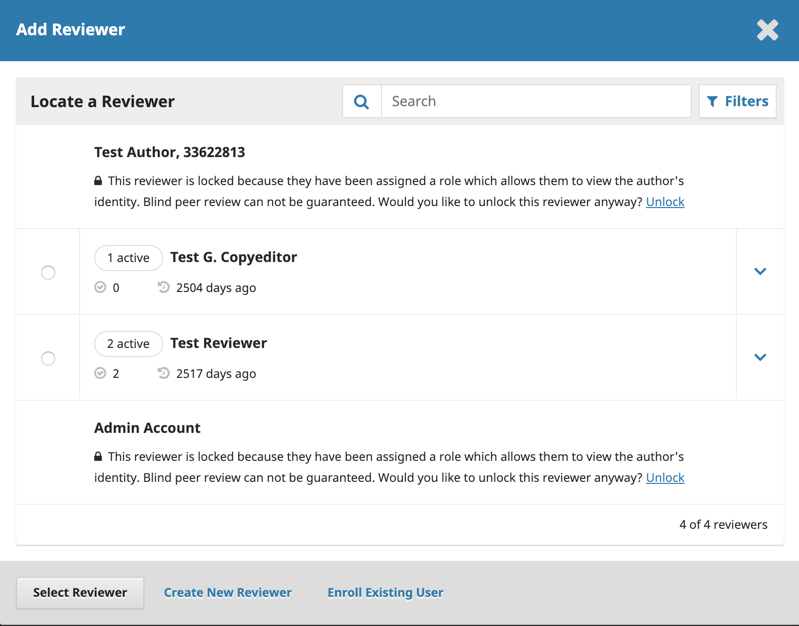 Add Reviewer
Locate a Reviewer
Search
Filters
Test Author, 33622813
This reviewer is locked because they have been assigned a role which allows them to view the author's
identity. Blind peer review can not be guaranteed. Would you like to unlock this reviewer anyway? Unlock
1 active Test G. Copyeditor
0 2504 days ago
2 active Test Reviewer
2 2517 days ago
Admin Account
This reviewer is locked because they have been assigned a role which allows them to view the author's
identity. Blind peer review can not be guaranteed. Would you like to unlock this reviewer anyway? Unlock
4 of 4 reviewers
Select Reviewer Create New Reviewer Enroll Existing User